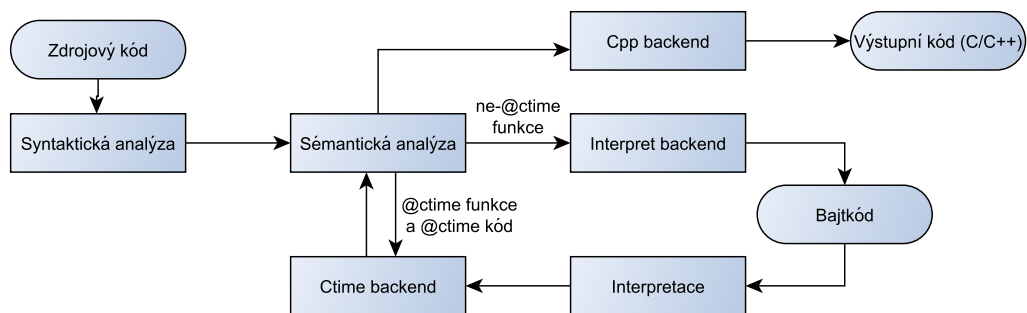 Zdrojový kód
Cpp backend
Výstupní kód (C/C++)
Syntaktická analýza
Sémantická analýza
ne-@ctime
funkce
Interpret backend
@ctime funkce
a @ctime kód
Bajtkód
Ctime backend
Interpretace